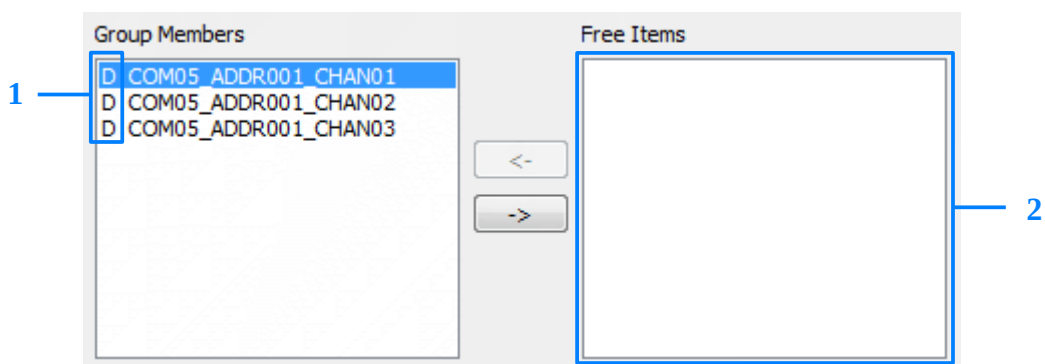 Group Members
Free Items
1
D COM05_ADDR001_CHAN01
D COM05_ADDR001_CHAN02
D COM05_ADDR001_CHAN03
<-
->
2